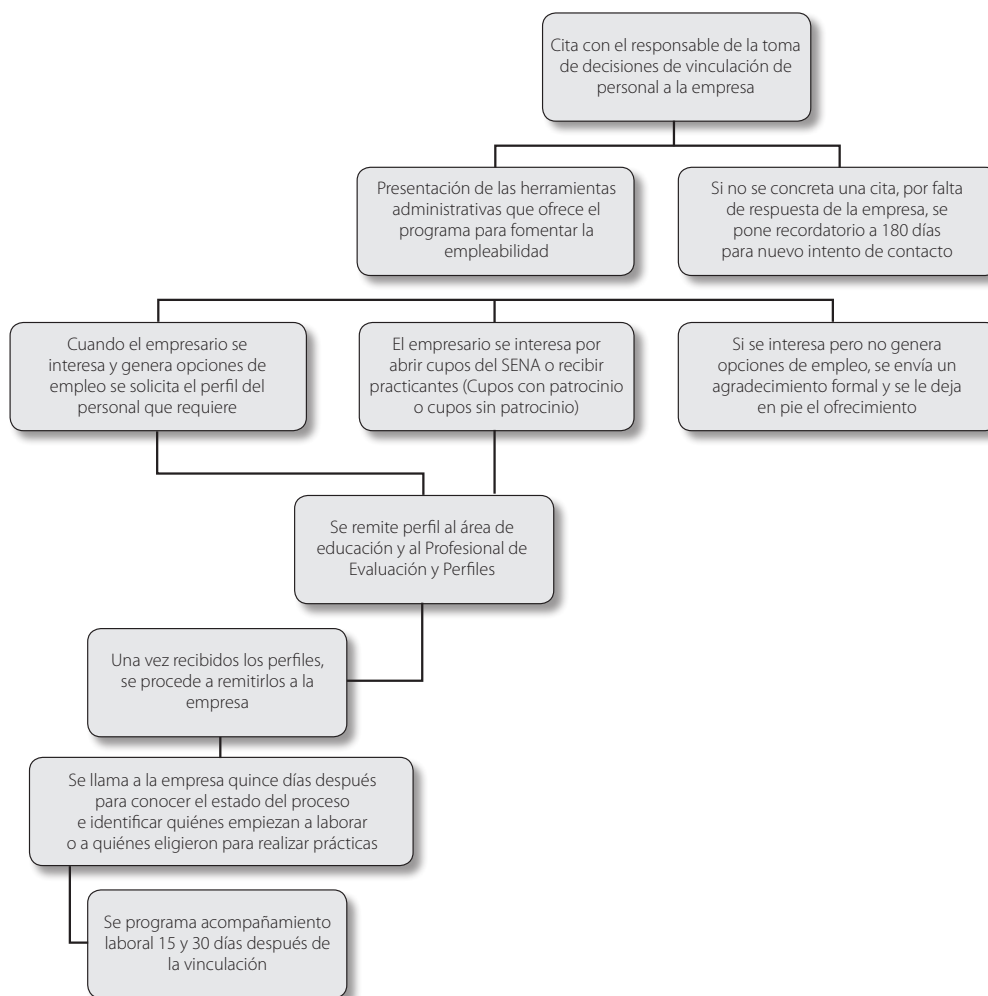 Cita con el responsable de la toma
de decisiones de vinculación de
personal a la empresa
Presentación de las herramientas
administrativas que ofrece el
programa para fomentar la
empleabilidad
Si no se concreta una cita, por falta
de respuesta de la empresa, se
pone recordatorio a 180 días
para nuevo intento de contacto
Cuando el empresario se
interesa y genera opciones de
empleo se solicita el perfil del
personal que requiere
El empresario se interesa por
abrir cupos del SENA o recibir
practicantes (Cupos con patrocinio
o cupos sin patrocinio)
Si se interesa pero no genera
opciones de empleo, se envía un
agradecimiento formal y se le deja
en pie el ofrecimiento
Se remite perfil al área de
educación y al Profesional de
Evaluación y Perfiles
Una vez recibidos los perfiles,
se procede a remitirlos a la
empresa
Se llama a la empresa quince días después
para conocer el estado del proceso
e identificar quiénes empiezan a laborar
o a quiénes eligieron para realizar prácticas
Se programa acompañamiento
laboral 15 y 30 días después de
la vinculación